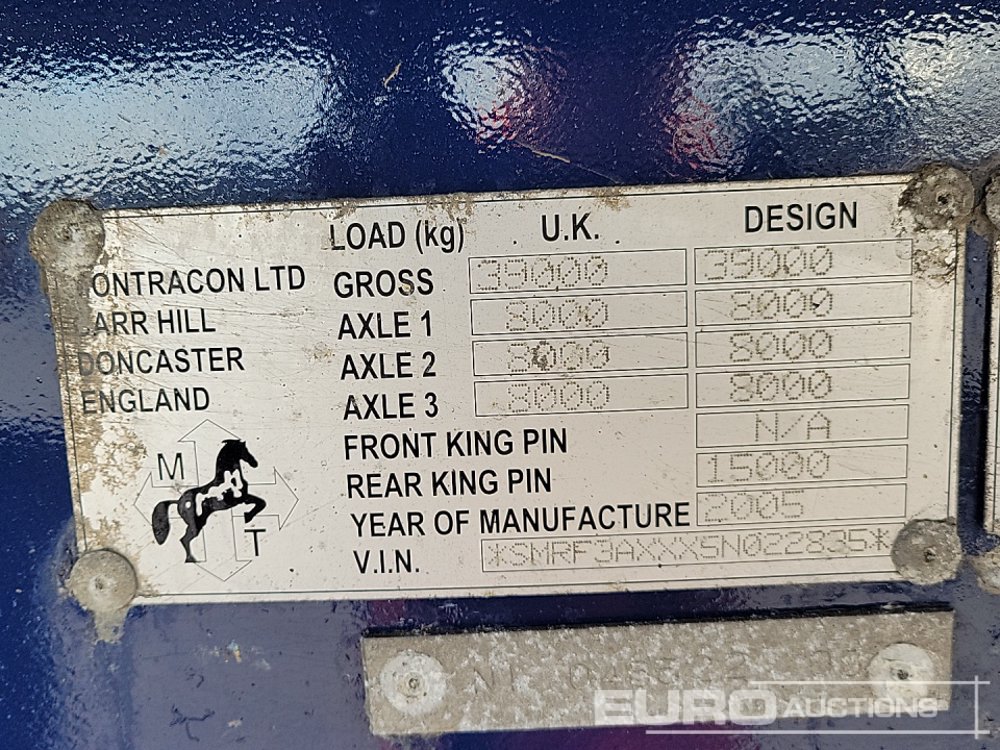 LOAD (kg) U.K. DESIGN
ONTRACON LTD GROSS 39000 39000
ARR HILL AXLE 1 8000 8000
DONCASTER AXLE 2 8000 8000
ENGLAND AXLE 3 8000 8000
FRONT KING PIN N/A
REAR KING PIN 15000
YEAR OF MANUFACTURE 2005
V.I.N. *SMRF3AXXX5N022835*
M
T
EURO AUCTIONS